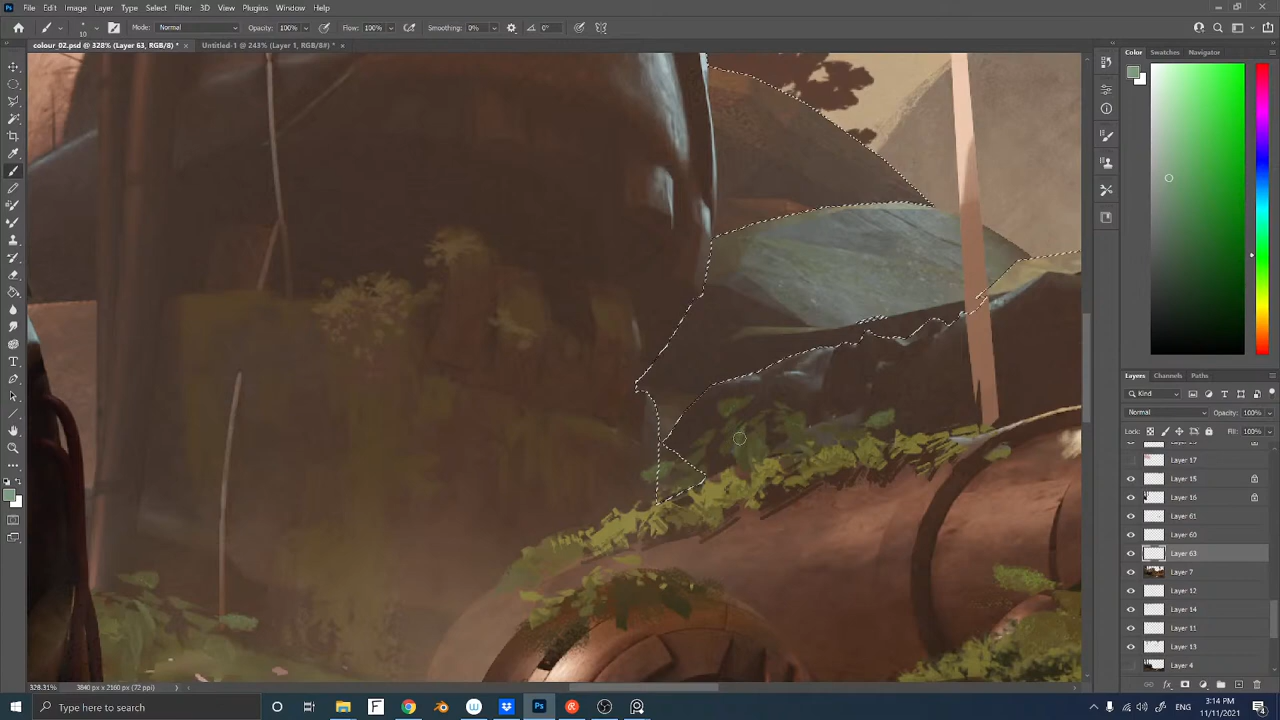 File Edit Image Layer Type Select Filter 3D View Plugins Window Help
10 Mode: Normal Opacity: 100% Flow: 100% Smoothing: 0% 0°
colour_02.psd @ 328% (Layer 63, RGB/8) * × Untitled-1 @ 243% (Layer 1, RGB/8#) * ×
Color Swatches Navigator
Layers Channels Paths
Kind
Normal Opacity: 100%
Lock: Fill: 100%
Layer 17
Layer 15
Layer 16
Layer 61
Layer 60
Layer 63
Layer 7
Layer 12
Layer 14
Layer 11
Layer 13
Layer 4
328.31% 3840 px x 2160 px (72 ppi)
Type here to search
ENG
3:14 PM
11/11/2021